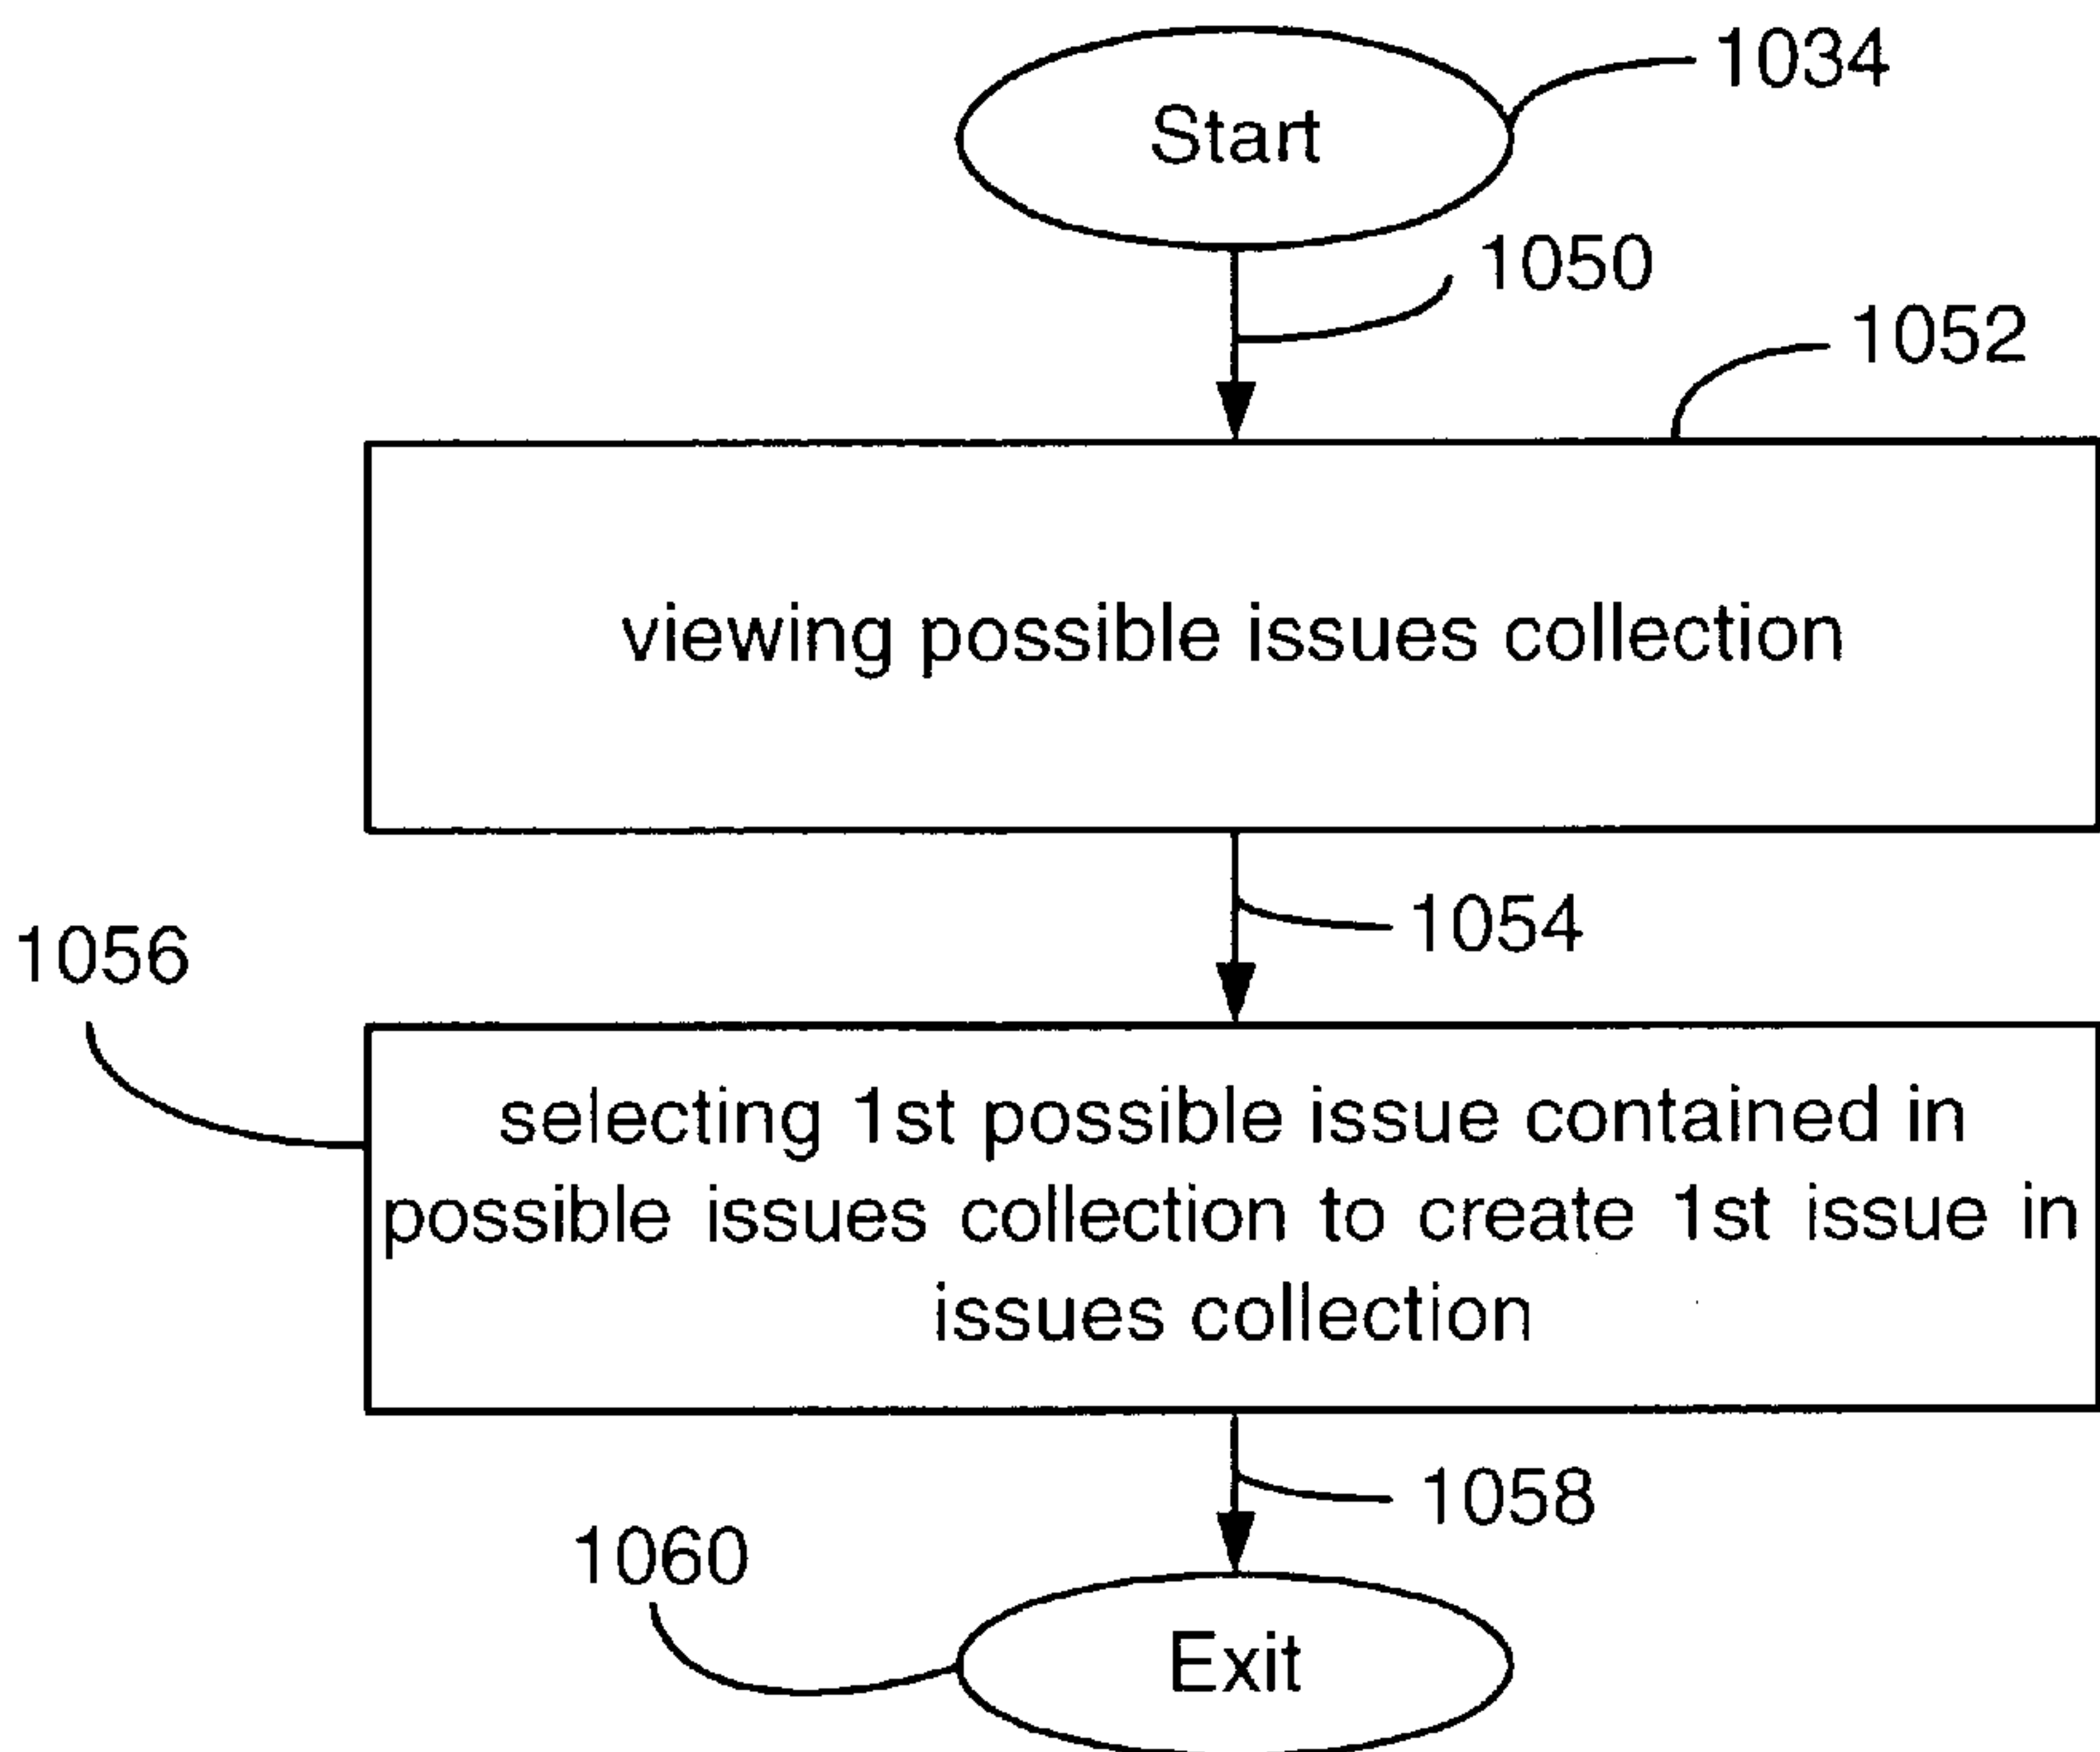 1034
Start
1050
1052
viewing possible issues collection
1054
1056
selecting 1st possible issue contained in
possible issues collection to create 1st issue in
issues collection
1058
1060
Exit